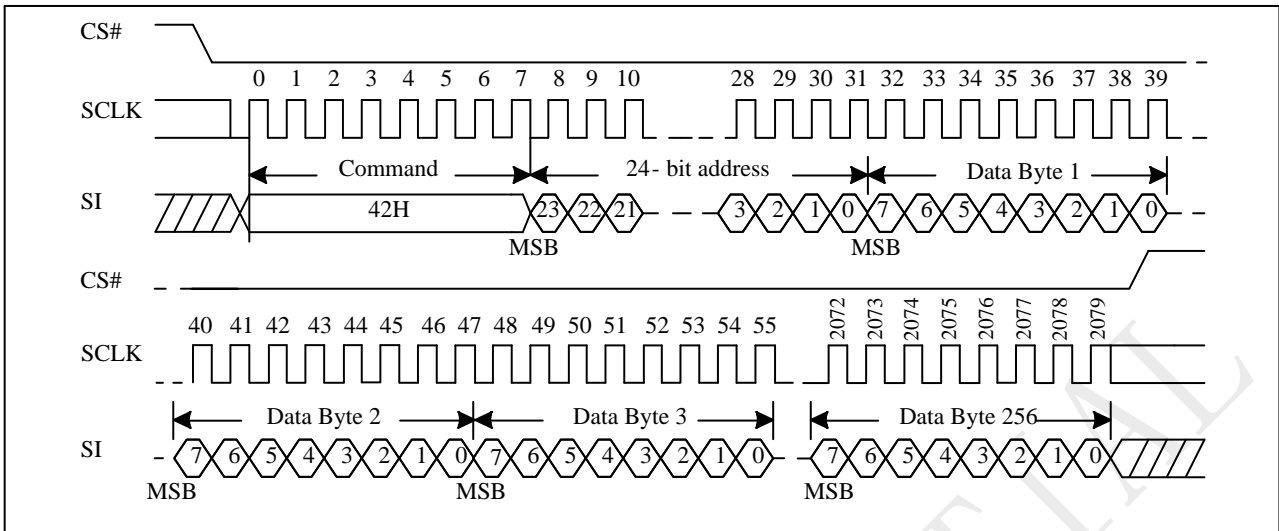 CS#
0 1 2 3 4 5 6 7 8 9 10 28 29 30 31 32 33 34 35 36 37 38 39
SCLK
Command 24- bit address Data Byte 1
SI
42H 23 22 21 3 2 1 0 7 6 5 4 3 2 1 0
MSB MSB
CS#
40 41 42 43 44 45 46 47 48 49 50 51 52 53 54 55 2072 2073 2074 2075 2076 2077 2078 2079
SCLK
Data Byte 2 Data Byte 3 Data Byte 256
SI
7 6 5 4 3 2 1 0 7 6 5 4 3 2 1 0 7 6 5 4 3 2 1 0
MSB MSB MSB
TIAL